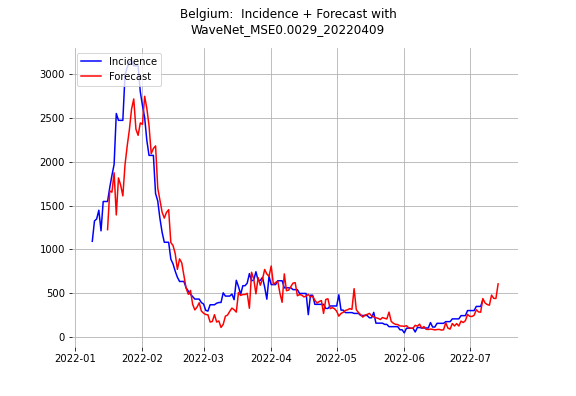 Belgium:  Incidence + Forecast with
WaveNet_MSE0.0029_20220409
Incidence
Forecast
3000
2500
2000
1500
1000
500
0
2022-01 2022-02 2022-03 2022-04 2022-05 2022-06 2022-07